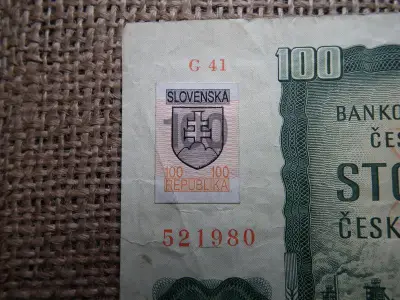 G 41
100
SLOVENSKA
100
100 100
REPUBLIKA
BANKO
ČES
STO
ČESK
521980